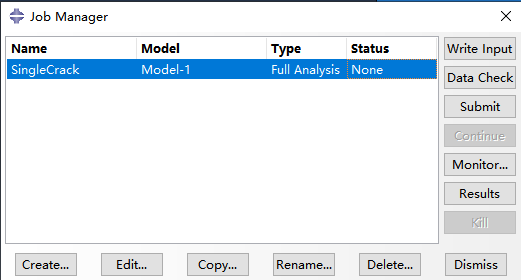 Job Manager
Name Model Type Status
SingleCrack Model-1 Full Analysis None
Write Input
Data Check
Submit
Continue
Monitor...
Results
Kill
Create... Edit... Copy... Rename... Delete... Dismiss